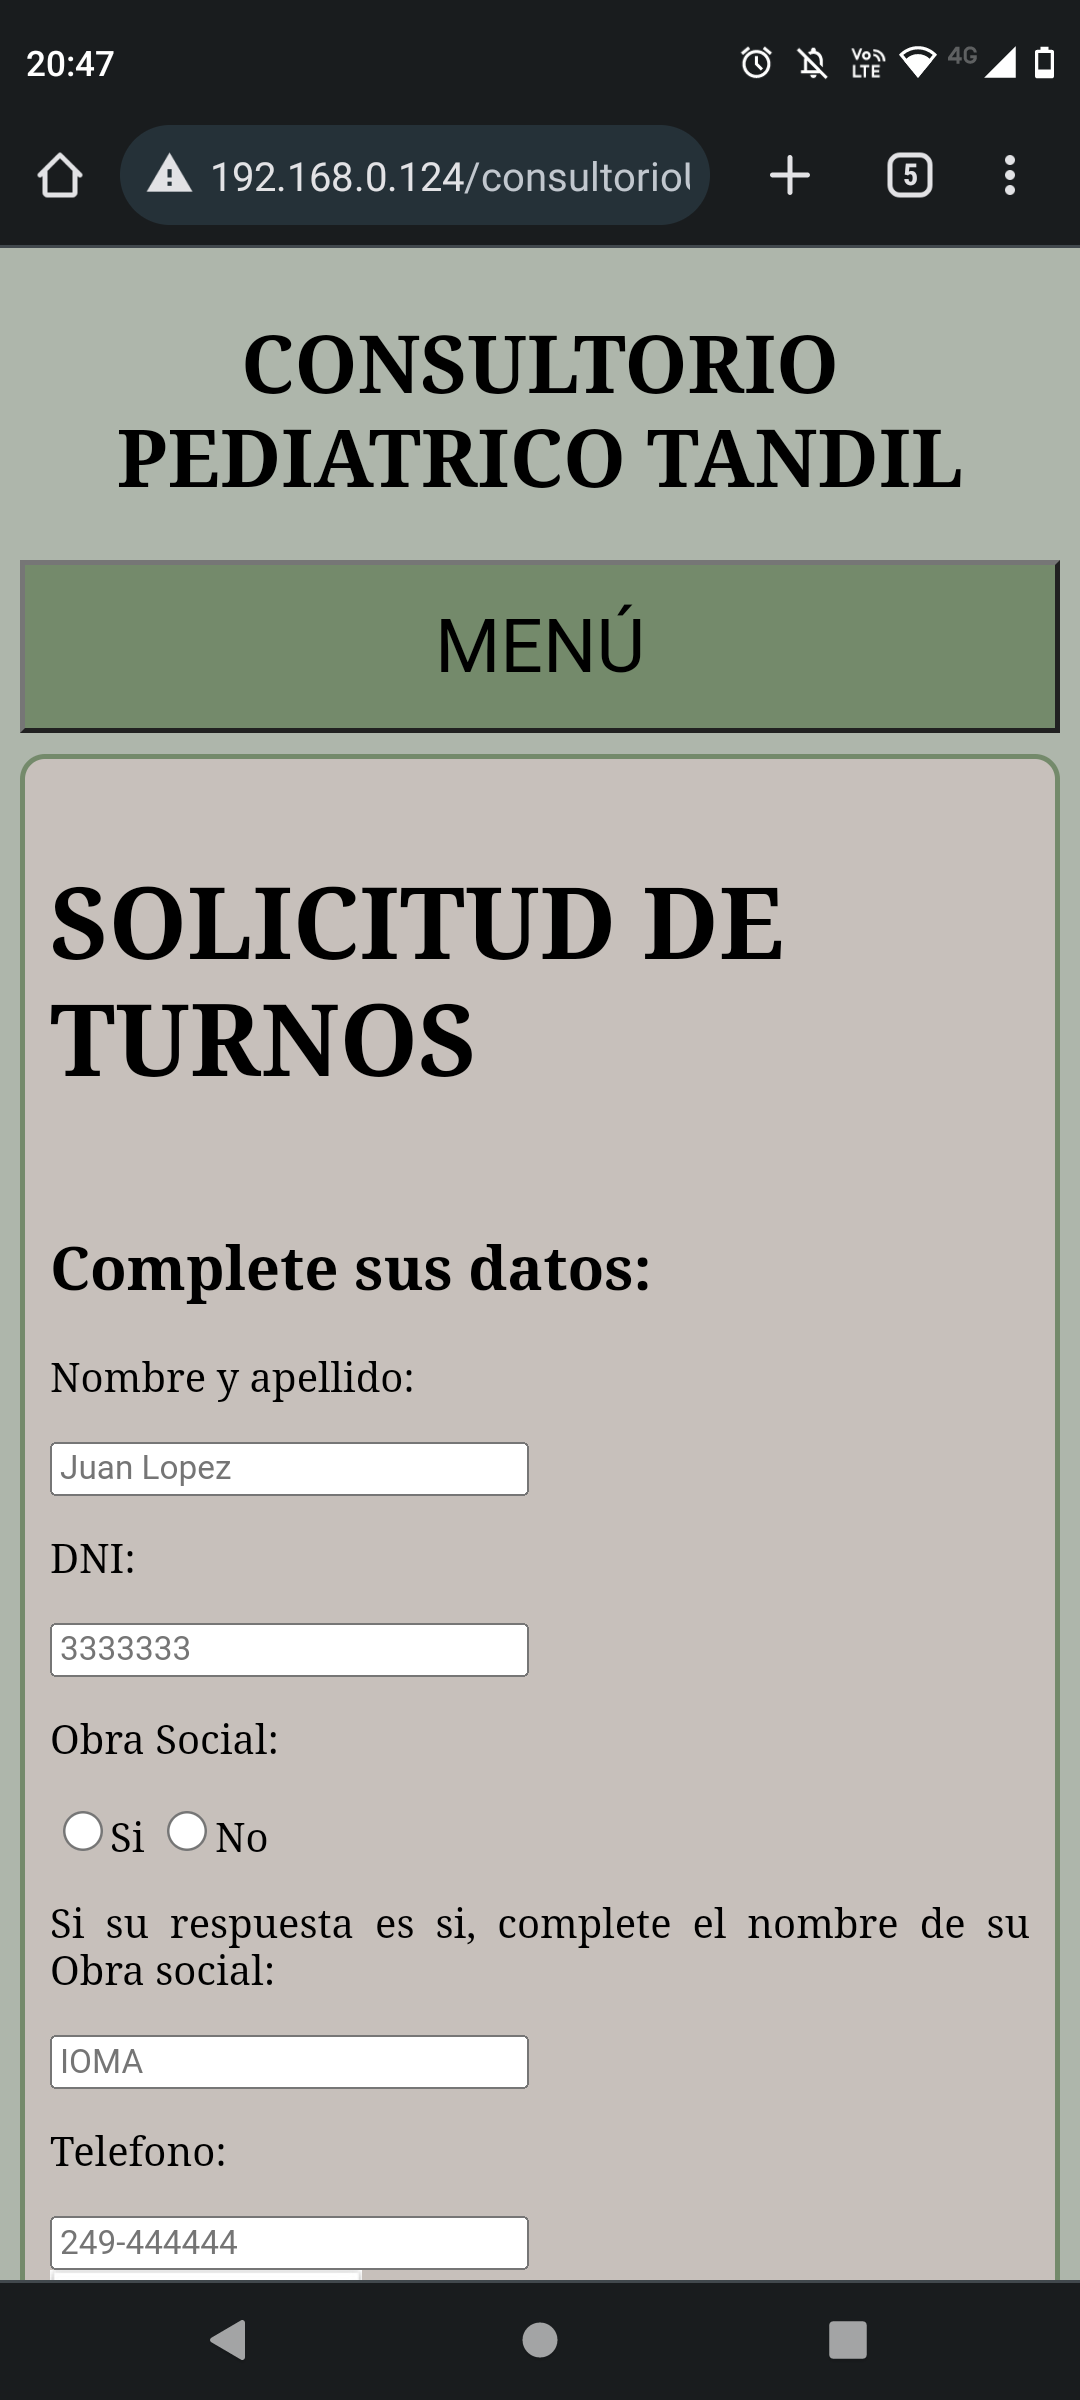 20:47
Vo LTE 4G
192.168.0.124/consultorio
5
CONSULTORIO
PEDIATRICO TANDIL
MENÚ
SOLICITUD DE
TURNOS
Complete sus datos:
Nombre y apellido:
Juan Lopez
DNI:
3333333
Obra Social:
Si No
Si su respuesta es si, complete el nombre de su
Obra social:
IOMA
Telefono:
249-444444